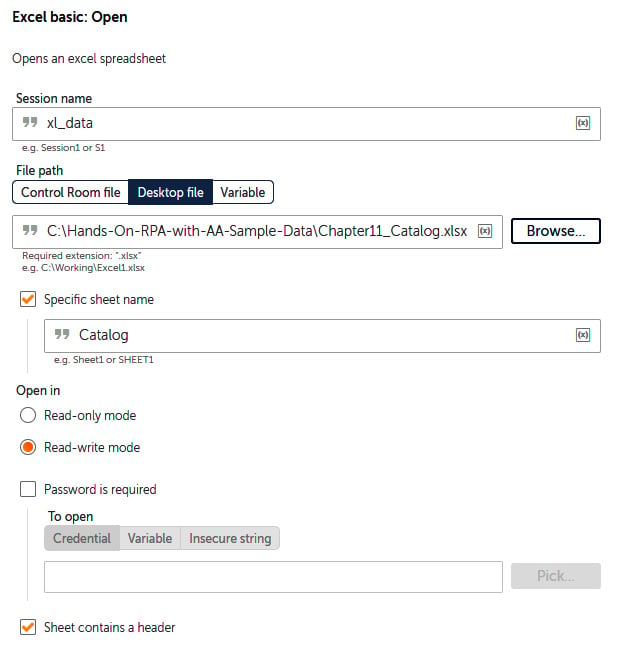 Excel basic: Open
Opens an excel spreadsheet
Session name
xl_data
(x)
e.g. Session1 or S1
File path
Control Room file Desktop file Variable
C:\Hands-On-RPA-with-AA-Sample-Data\Chapter11_Catalog.xlsx (x) Browse...
Required extension: ".xlsx"
e.g. C:\Working\Excel1.xlsx
Specific sheet name
Catalog (x)
e.g. Sheet1 or SHEET1
Open in
Read-only mode
Read-write mode
Password is required
To open
Credential Variable Insecure string
Pick...
Sheet contains a header